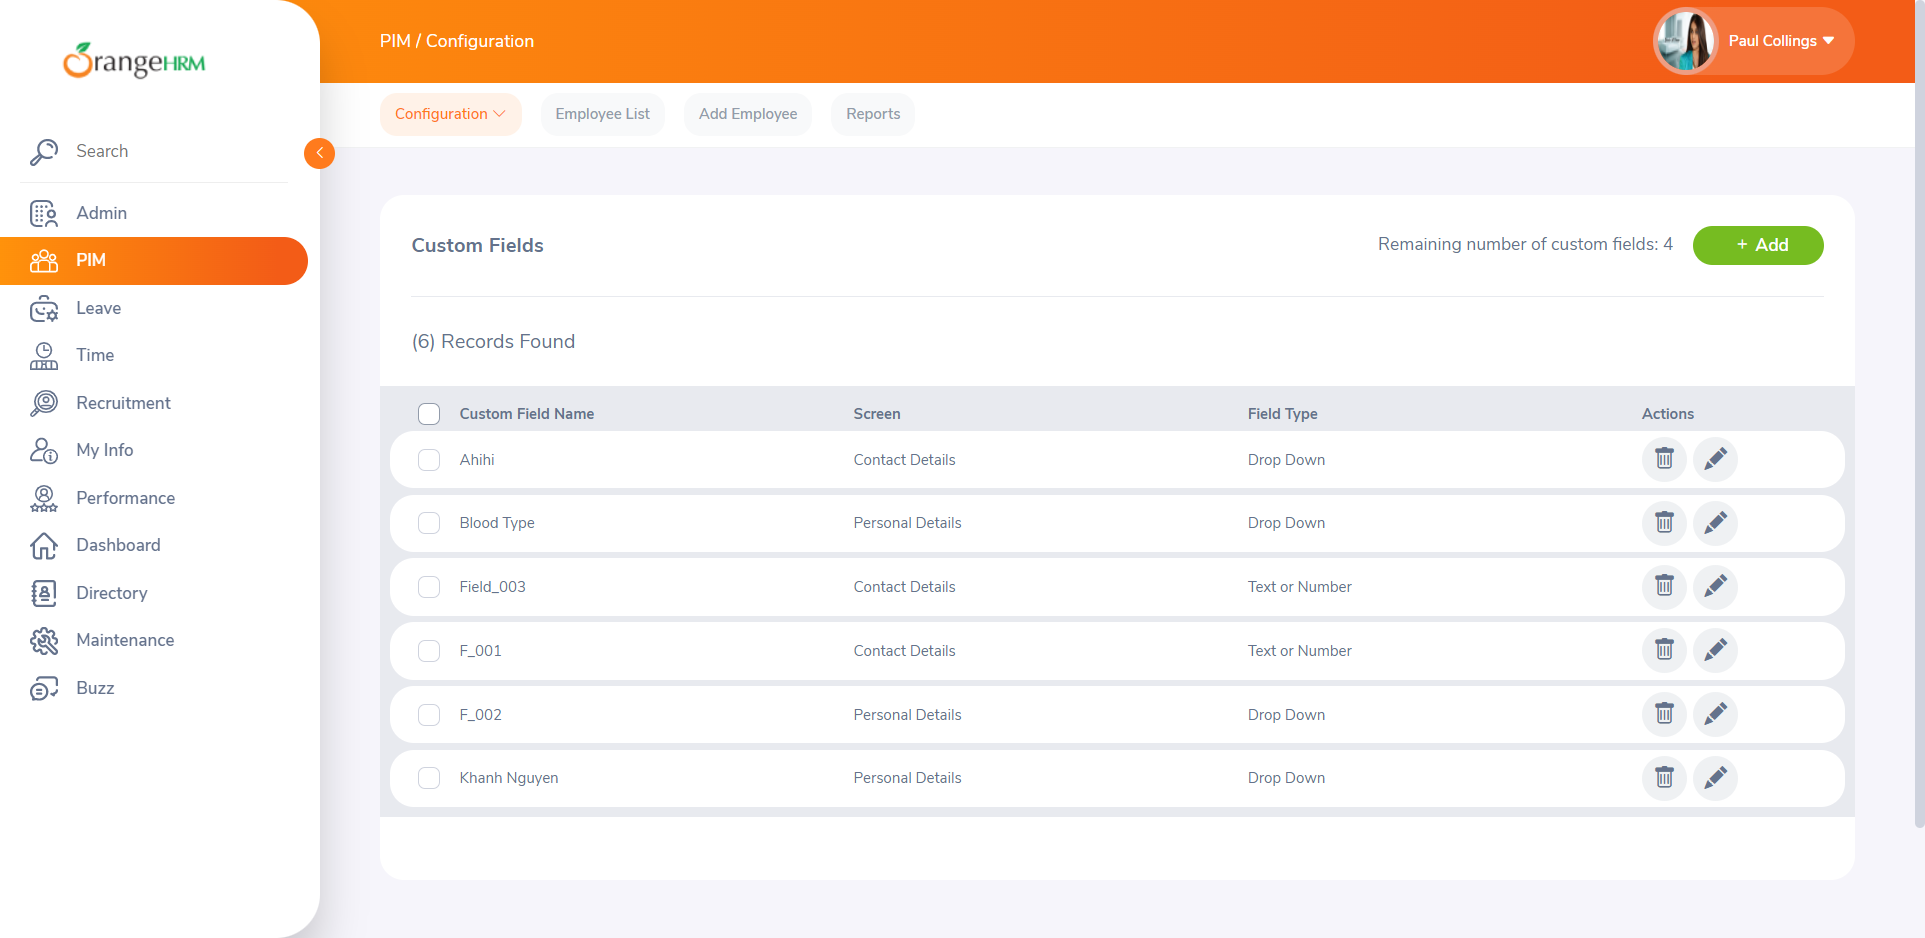 OrangeHRM
PIM / Configuration
Paul Collings
Configuration
Employee List
Add Employee
Reports
Search
Admin
PIM
Leave
Time
Recruitment
My Info
Performance
Dashboard
Directory
Maintenance
Buzz
Custom Fields
Remaining number of custom fields: 4
+ Add
(6) Records Found
Custom Field Name Screen Field Type Actions
Ahihi Contact Details Drop Down
Blood Type Personal Details Drop Down
Field_003 Contact Details Text or Number
F_001 Contact Details Text or Number
F_002 Personal Details Drop Down
Khanh Nguyen Personal Details Drop Down